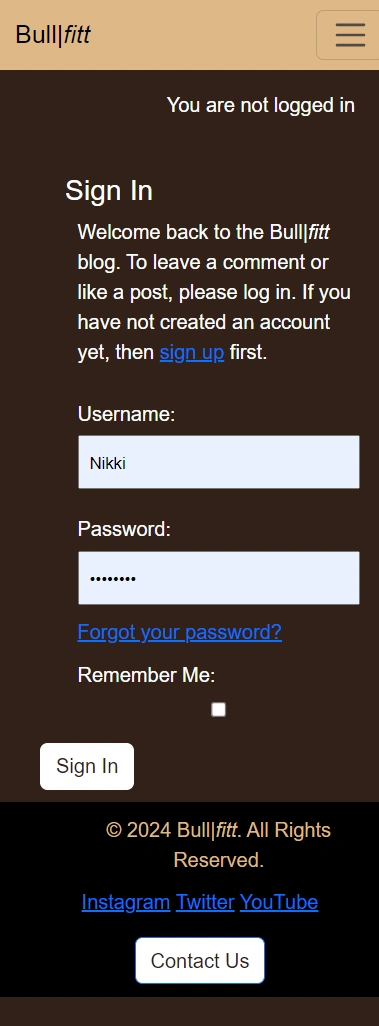 Bull|fitt
You are not logged in
Sign In
Welcome back to the Bull|fitt
blog. To leave a comment or
like a post, please log in. If you
have not created an account
yet, then sign up first.
Username:
Nikki
Password:
••••••••
Forgot your password?
Remember Me:
Sign In
© 2024 Bull|fitt. All Rights
Reserved.
Instagram Twitter YouTube
Contact Us